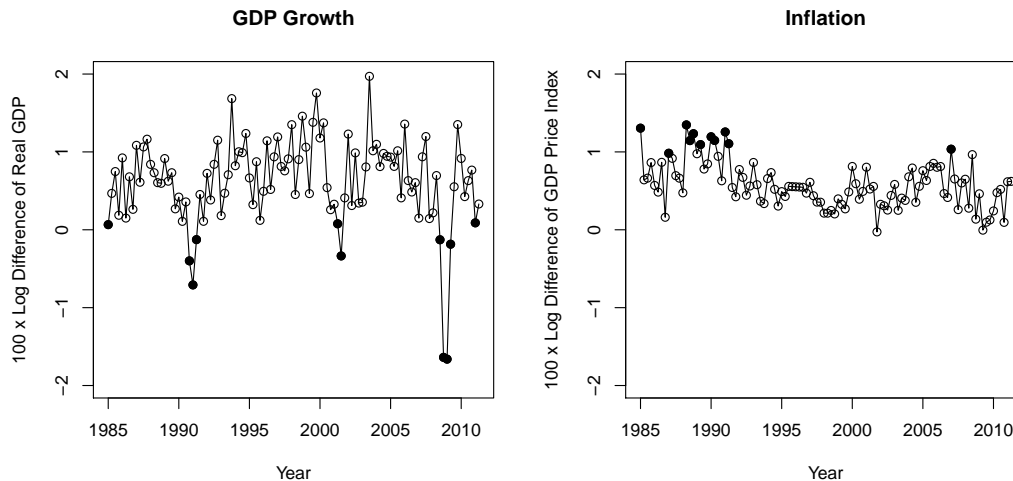 GDP Growth
100 x Log Difference of Real GDP
2
1
0
−1
−2
1985 1990 1995 2000 2005 2010
Year
Inflation
100 x Log Difference of GDP Price Index
2
1
0
−1
−2
1985 1990 1995 2000 2005 2010
Year